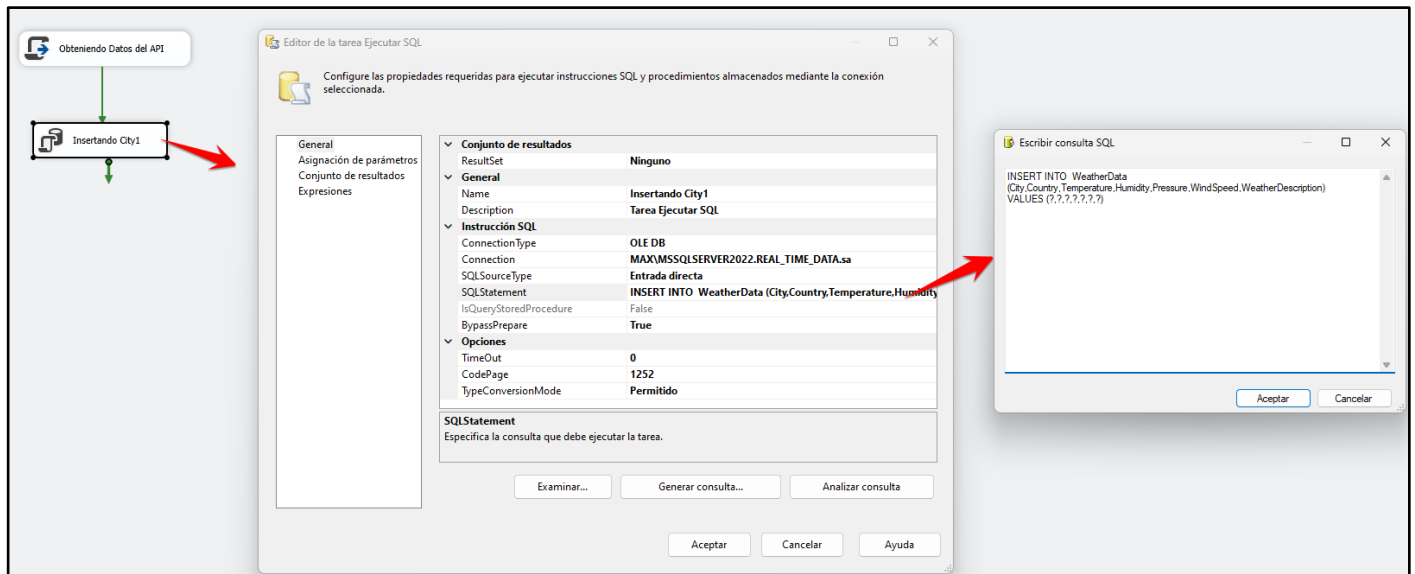 Obteniendo Datos del API
Insertando City1
Editor de la tarea Ejecutar SQL
Configure las propiedades requeridas para ejecutar instrucciones SQL y procedimientos almacenados mediante la conexión
seleccionada.
General
Asignación de parámetros
Conjunto de resultados
Expresiones
Conjunto de resultados
ResultSet Ninguno
General
Name Insertando City1
Description Tarea Ejecutar SQL
Instrucción SQL
ConnectionType OLE DB
Connection MAX\MSSQLSERVER2022.REAL_TIME_DATA.sa
SQLSourceType Entrada directa
SQLStatement INSERT INTO WeatherData (City,Country,Temperature,Humidity
IsQueryStoredProcedure False
BypassPrepare True
Opciones
TimeOut 0
CodePage 1252
TypeConversionMode Permitido
SQLStatement
Especifica la consulta que debe ejecutar la tarea.
Examinar... Generar consulta... Analizar consulta
Aceptar Cancelar Ayuda
Escribir consulta SQL
INSERT INTO WeatherData
(City,Country,Temperature,Humidity,Pressure,WindSpeed,WeatherDescription)
VALUES (?,?,?,?,?,?,?)
Aceptar Cancelar